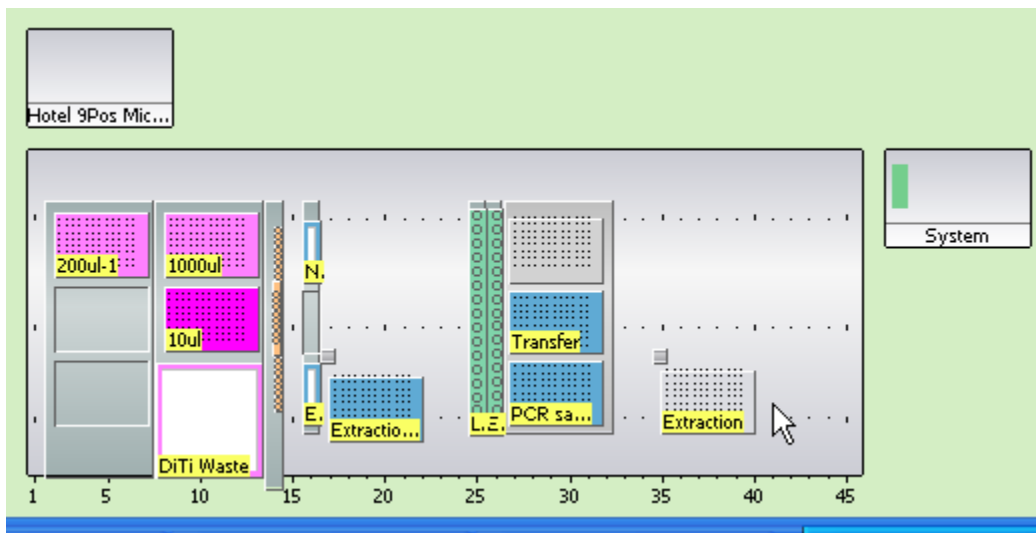 Hotel 9Pos Mic...
System
200ul-1
1000ul
N.
10ul
Transfer
E.
Extractio...
L.
E.
PCR sa...
Extraction
DiTi Waste
1 5 10 15 20 25 30 35 40 45